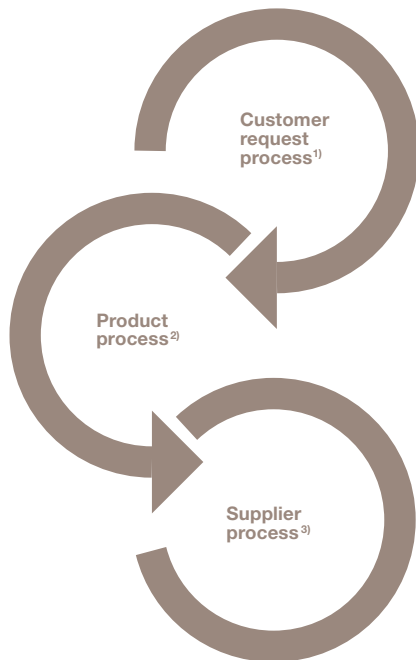 Customer
request
process¹⁾
Product
process²⁾
Supplier
process³⁾